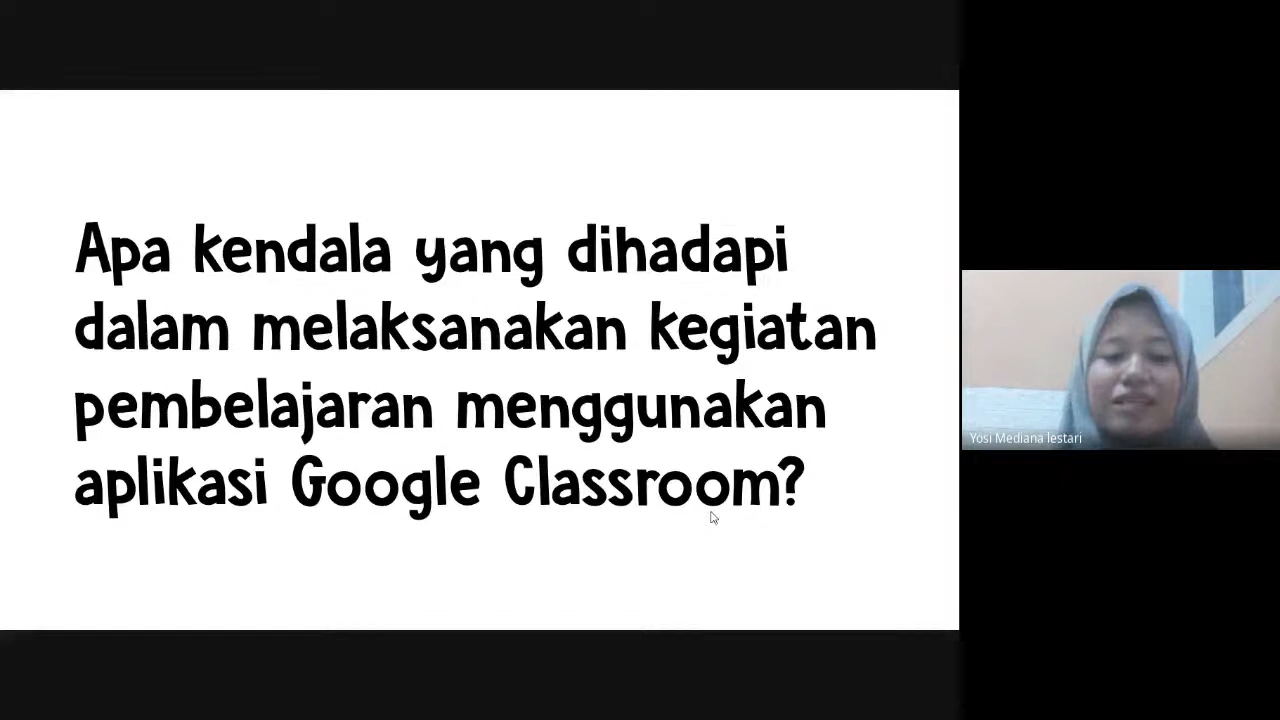 Apa kendala yang dihadapi
dalam melaksanakan kegiatan
pembelajaran menggunakan
aplikasi Google Classroom?
Yosi Mediana lestari